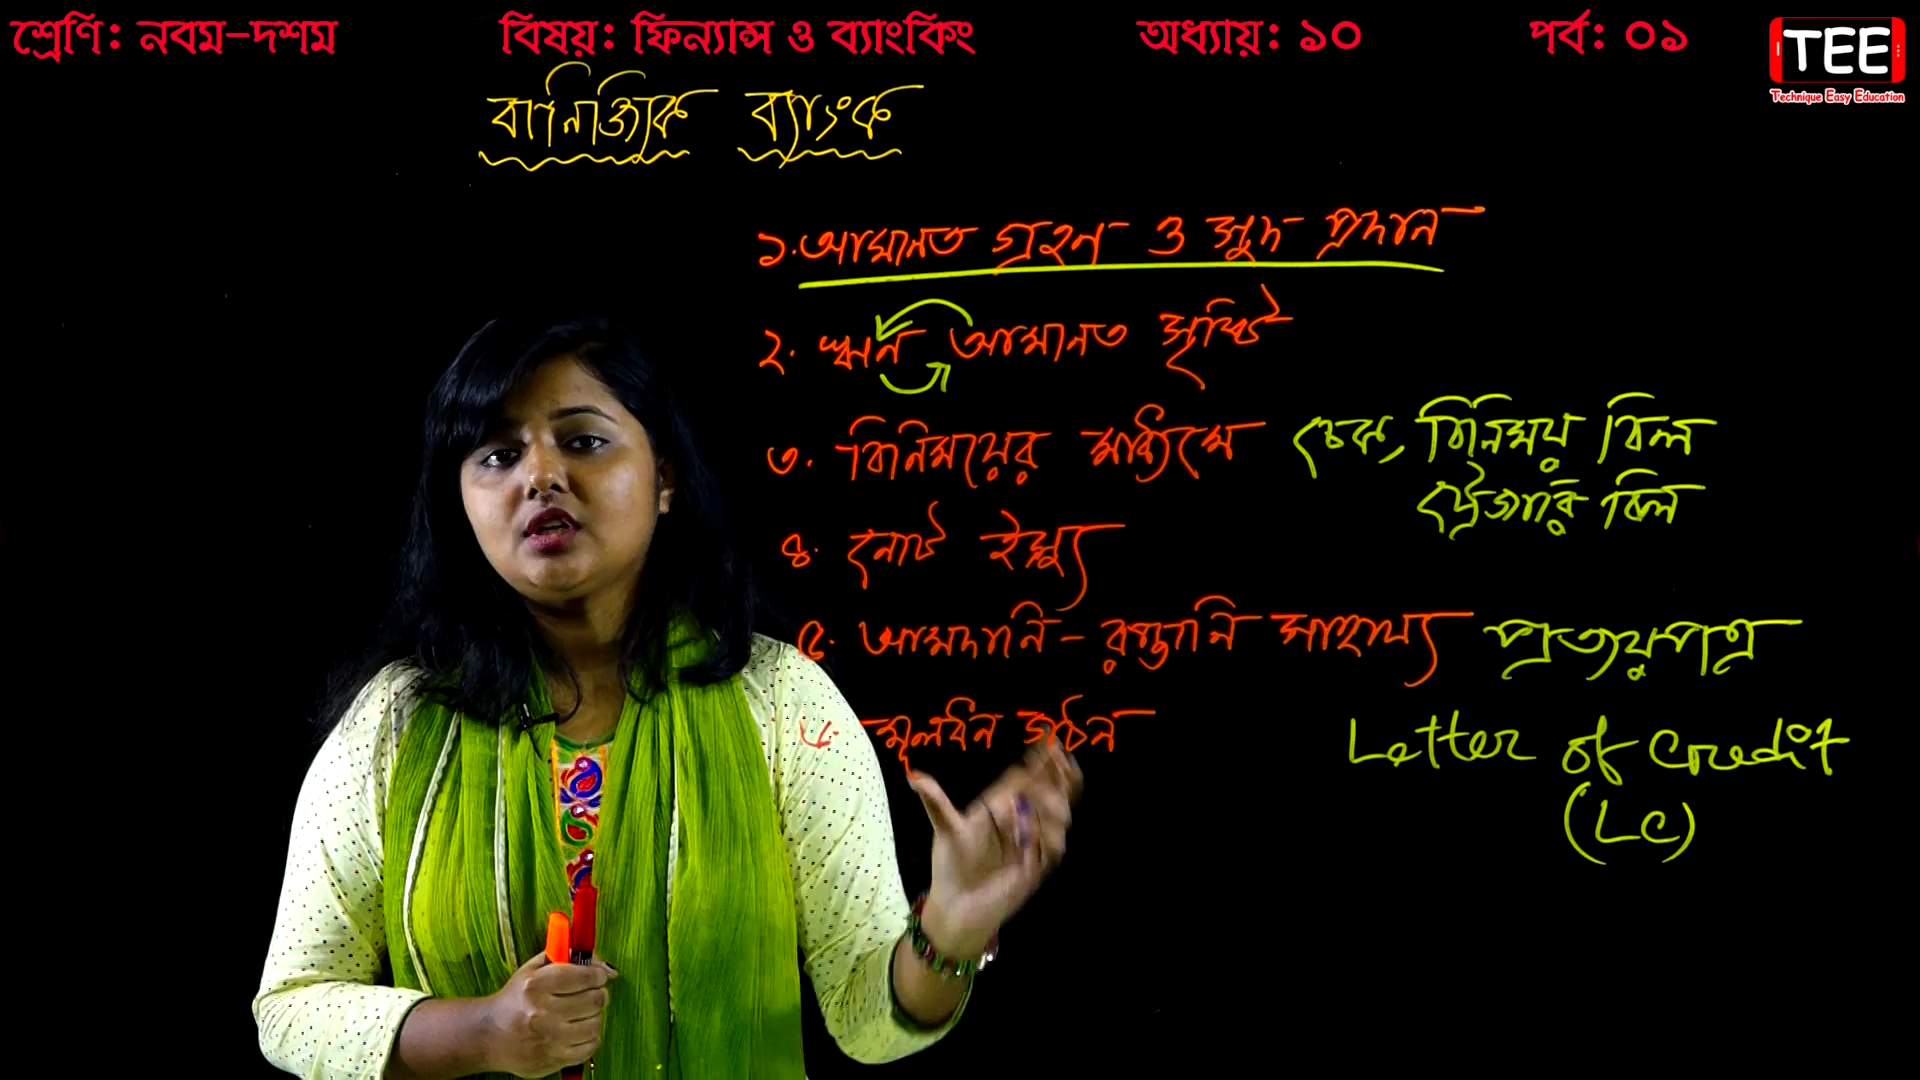 শ্রেণি: নবম-দশম বিষয়: ফিন্যান্স ও ব্যাংকিং অধ্যায়: ১০ পর্ব: ০১
TEE
Technique Easy Education
বানিজ্যিক ব্যাংক
১. আমানত গ্রহণ ও সুদ প্রদান
২. ঋন আমানত সৃষ্টি
৩. বিনিময়ের মাধ্যমে চেক, বিনিময় বিল
ট্রেজারি বিল
৪. নোট ইস্যু
৫. আমদানি - রপ্তানি সাহায্য প্রত্যয়পত্র
৬. মূলধন গঠন
Letter of Credit
(LC)